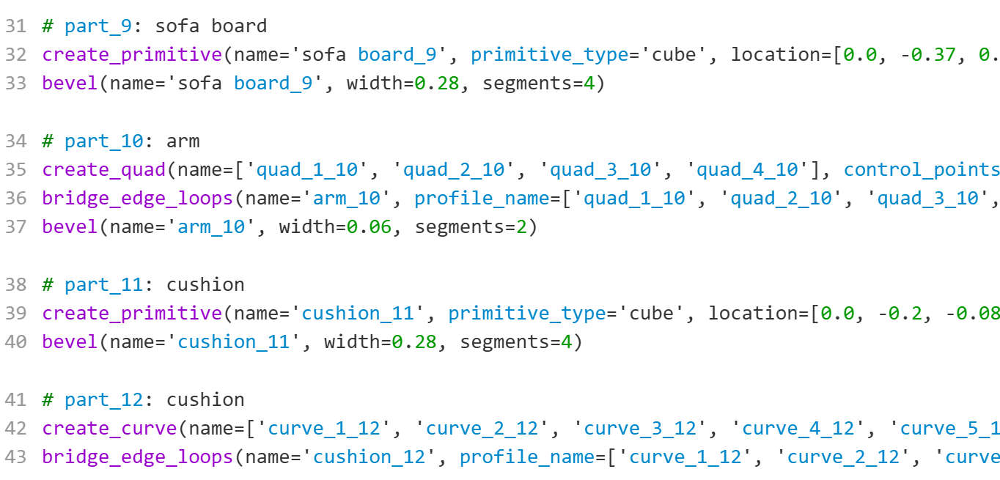 31 # part_9: sofa board
32 create_primitive(name='sofa board_9', primitive_type='cube', location=[0.0, -0.37, 0.
33 bevel(name='sofa board_9', width=0.28, segments=4)
34 # part_10: arm
35 create_quad(name=['quad_1_10', 'quad_2_10', 'quad_3_10', 'quad_4_10'], control_points
36 bridge_edge_loops(name='arm_10', profile_name=['quad_1_10', 'quad_2_10', 'quad_3_10',
37 bevel(name='arm_10', width=0.06, segments=2)
38 # part_11: cushion
39 create_primitive(name='cushion_11', primitive_type='cube', location=[0.0, -0.2, -0.08
40 bevel(name='cushion_11', width=0.28, segments=4)
41 # part_12: cushion
42 create_curve(name=['curve_1_12', 'curve_2_12', 'curve_3_12', 'curve_4_12', 'curve_5_1
43 bridge_edge_loops(name='cushion_12', profile_name=['curve_1_12', 'curve_2_12', 'curve